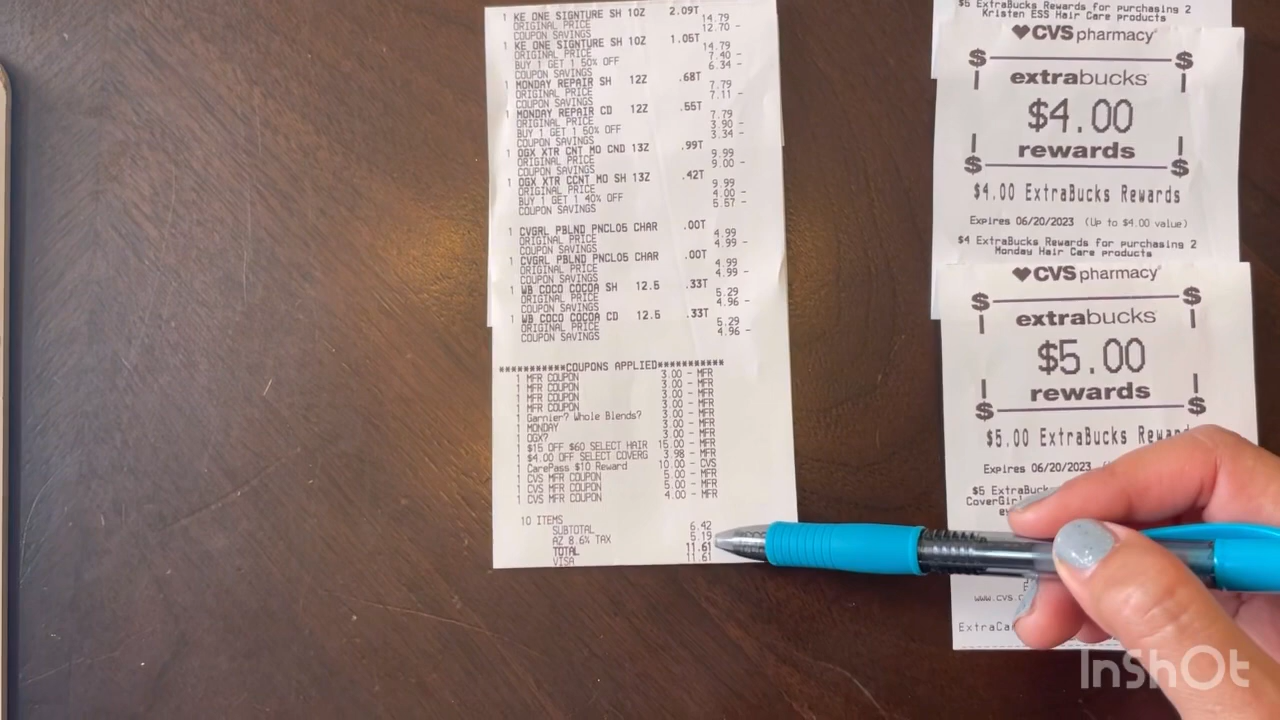 1 KE ONE SIGNTURE SH 10Z 2.09T
ORIGINAL PRICE 14.79
COUPON SAVINGS 12.70 -
1 KE ONE SIGNTURE SH 10Z 1.05T
ORIGINAL PRICE 14.79
BUY 1 GET 1 50% OFF 7.40 -
COUPON SAVINGS 6.34 -
1 MONDAY REPAIR SH 12Z .68T
ORIGINAL PRICE 7.79
COUPON SAVINGS 7.11 -
1 MONDAY REPAIR CD 12Z .55T
ORIGINAL PRICE 7.79
BUY 1 GET 1 50% OFF 3.90 -
COUPON SAVINGS 3.34 -
1 OGX XTR CNT MO CND 13Z .99T
ORIGINAL PRICE 9.99
COUPON SAVINGS 9.00 -
1 OGX XTR CCNT MO SH 13Z .42T
ORIGINAL PRICE 9.99
BUY 1 GET 1 40% OFF 4.00 -
COUPON SAVINGS 5.57 -
1 CVGRL PBLND PNCL05 CHAR .00T
ORIGINAL PRICE 4.99
COUPON SAVINGS 4.99 -
1 CVGRL PBLND PNCL05 CHAR .00T
ORIGINAL PRICE 4.99
COUPON SAVINGS 4.99 -
1 WB COCO COCOA SH 12.5 .33T
ORIGINAL PRICE 5.29
COUPON SAVINGS 4.96 -
1 WB COCO COCOA CD 12.5 .33T
ORIGINAL PRICE 5.29
COUPON SAVINGS 4.96 -
***********COUPONS APPLIED***********
1 MFR COUPON 3.00 - MFR
1 MFR COUPON 3.00 - MFR
1 MFR COUPON 3.00 - MFR
1 MFR COUPON 3.00 - MFR
1 Garnier? Whole Blends? 3.00 - MFR
1 MONDAY 3.00 - MFR
1 OGX? 3.00 - MFR
1 $15 OFF $60 SELECT HAIR 15.00 - MFR
1 $4.00 OFF SELECT COVERG 3.98 - MFR
1 CarePass $10 Reward 10.00 - CVS
1 CVS MFR COUPON 5.00 - MFR
1 CVS MFR COUPON 5.00 - MFR
1 CVS MFR COUPON 4.00 - MFR
10 ITEMS
SUBTOTAL 6.42
AZ 8.6% TAX 5.19
TOTAL 11.61
VISA 11.61
$5 ExtraBucks Rewards for purchasing 2
Kristen ESS Hair Care products
CVS pharmacy
extrabucks
$4.00
rewards
$4.00 ExtraBucks Rewards
Expires 06/20/2023 (Up to $4.00 value)
$4 ExtraBucks Rewards for purchasing 2
Monday Hair Care products
CVS pharmacy
extrabucks
$5.00
rewards
$5.00 ExtraBucks
Expires 06/20/2023
$5
CoverGirl
www.cvs.
InShOt